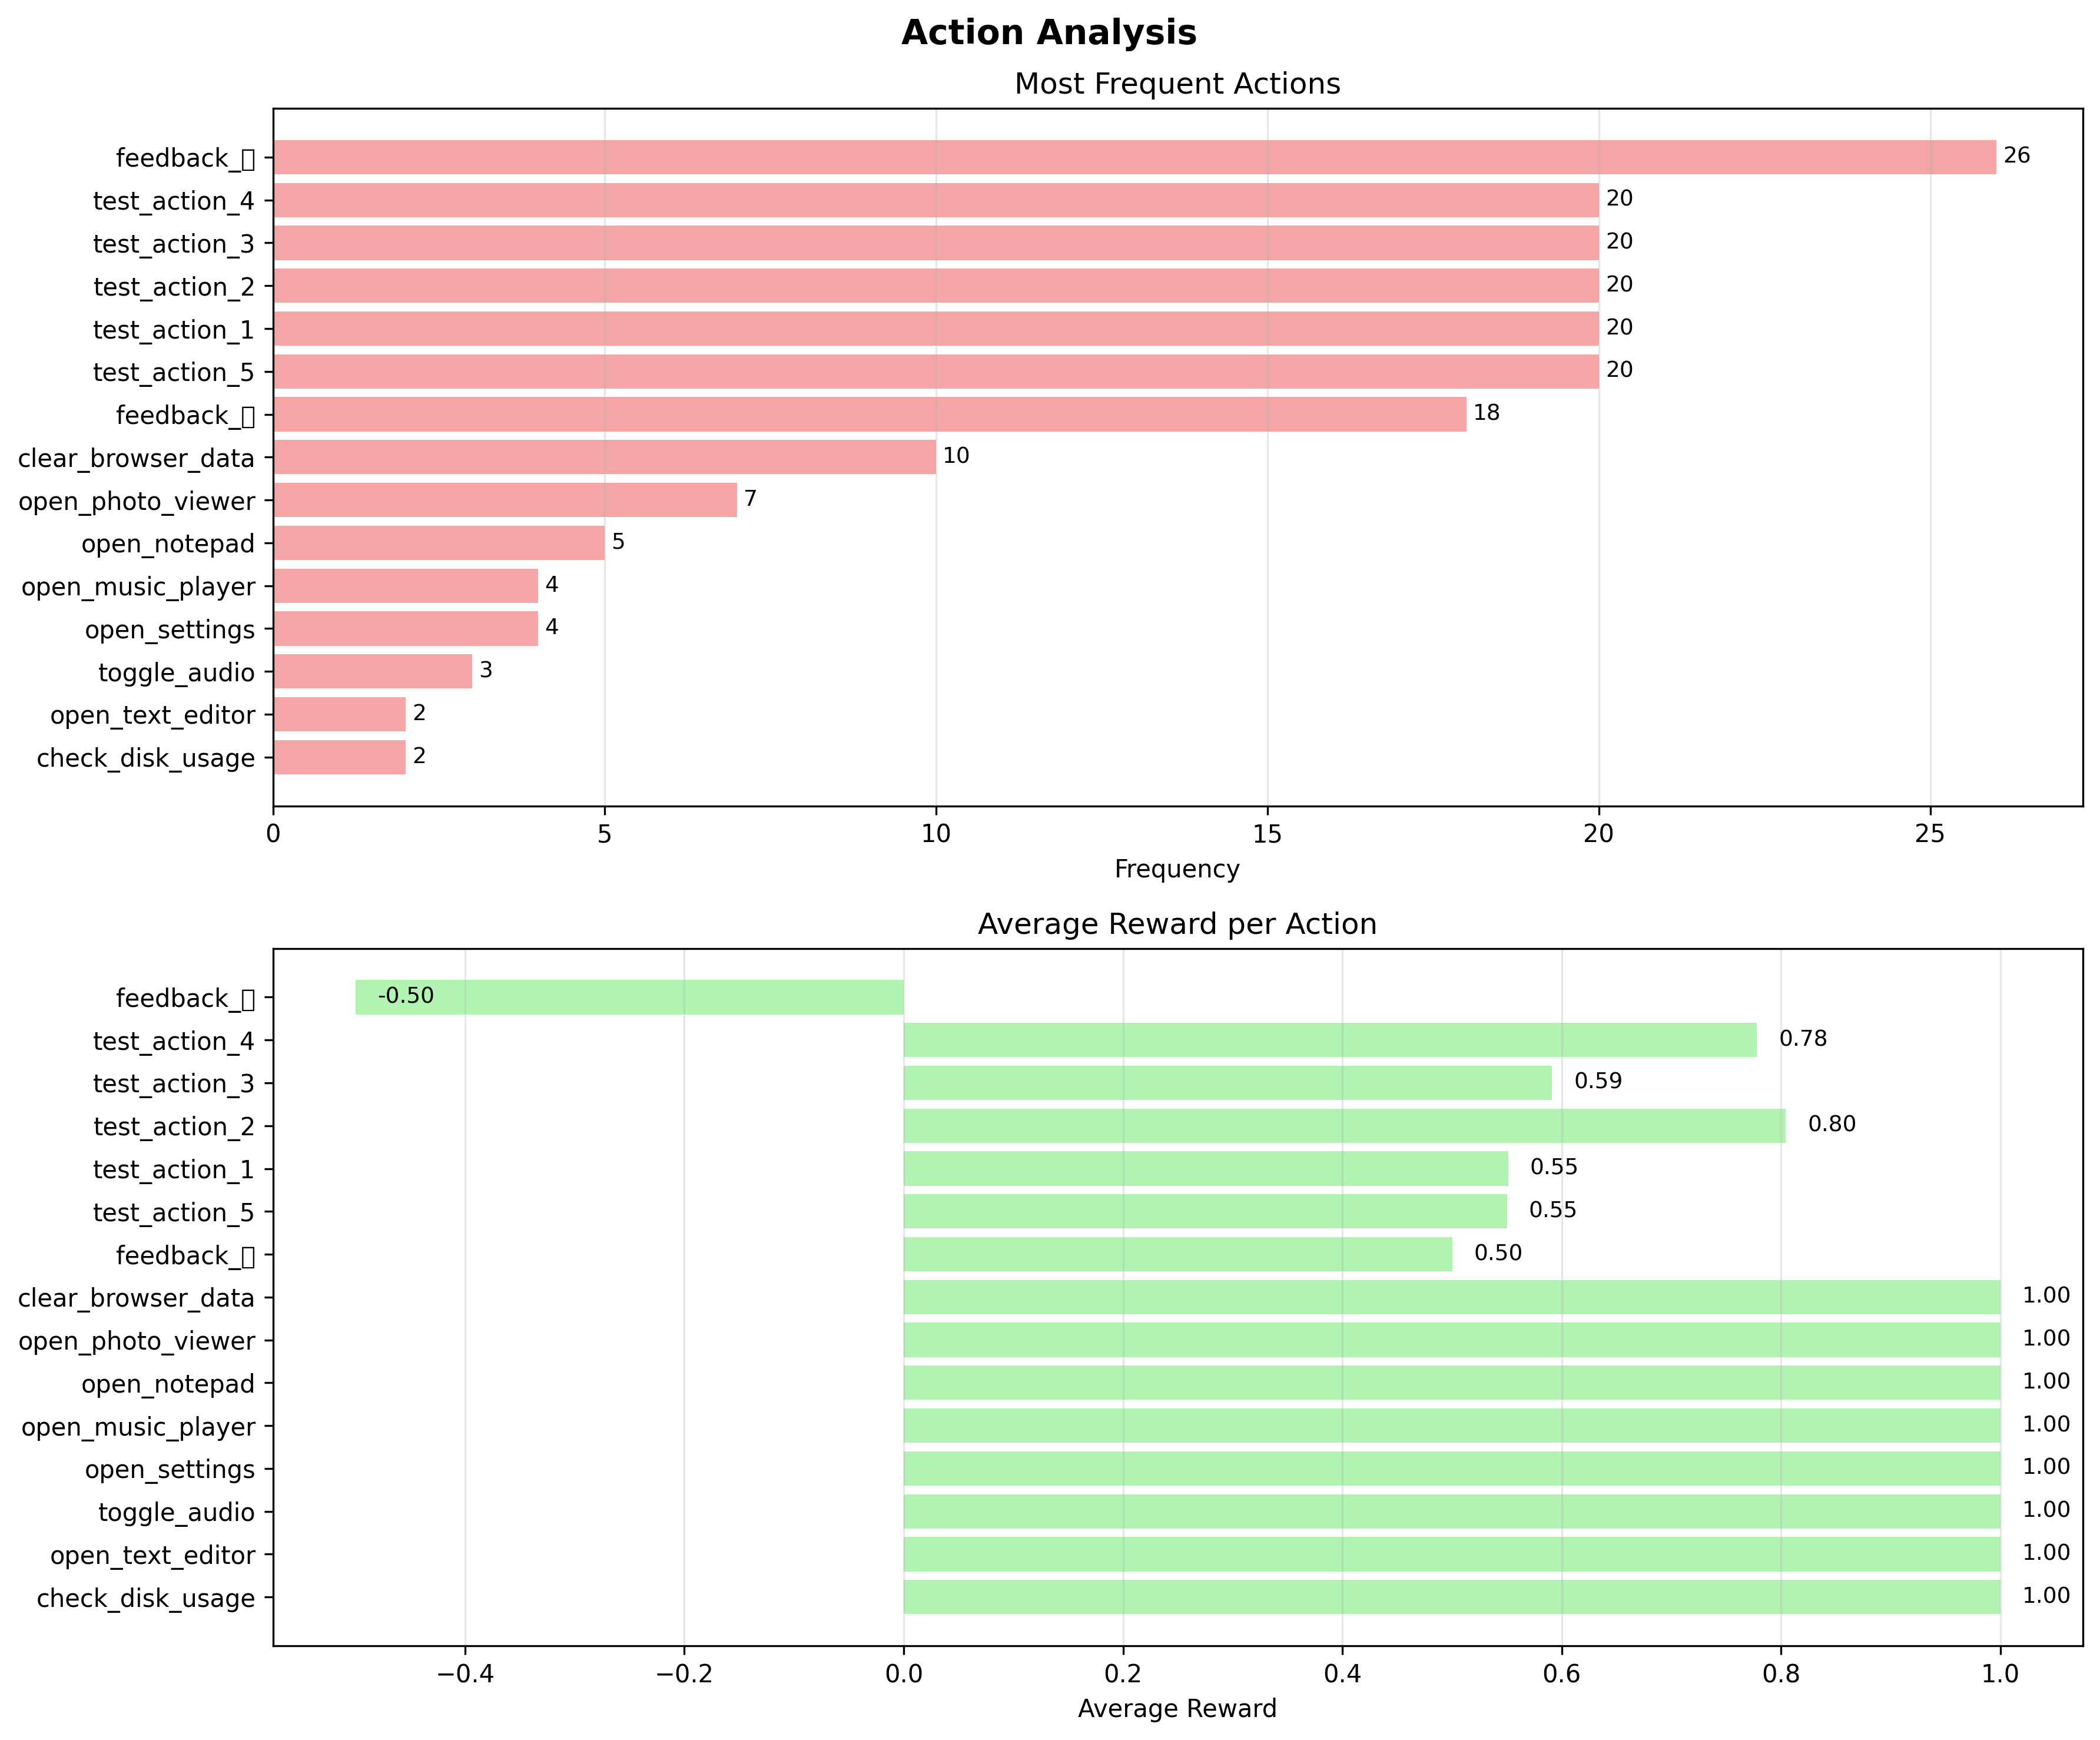 Action Analysis
Most Frequent Actions
feedback_▯ 26
test_action_4 20
test_action_3 20
test_action_2 20
test_action_1 20
test_action_5 20
feedback_▯ 18
clear_browser_data 10
open_photo_viewer 7
open_notepad 5
open_music_player 4
open_settings 4
toggle_audio 3
open_text_editor 2
check_disk_usage 2
0 5 10 15 20 25
Frequency
Average Reward per Action
feedback_▯ -0.50
test_action_4 0.78
test_action_3 0.59
test_action_2 0.80
test_action_1 0.55
test_action_5 0.55
feedback_▯ 0.50
clear_browser_data 1.00
open_photo_viewer 1.00
open_notepad 1.00
open_music_player 1.00
open_settings 1.00
toggle_audio 1.00
open_text_editor 1.00
check_disk_usage 1.00
−0.4 −0.2 0.0 0.2 0.4 0.6 0.8 1.0
Average Reward